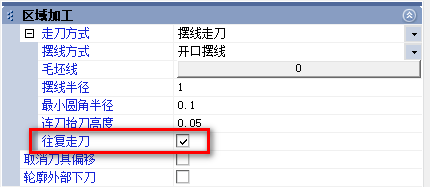 区域加工
走刀方式 摆线走刀
摆线方式 开口摆线
毛坯线 0
摆线半径 1
最小圆角半径 0.1
连刀抬刀高度 0.05
往复走刀
取消刀具偏移
轮廓外部下刀